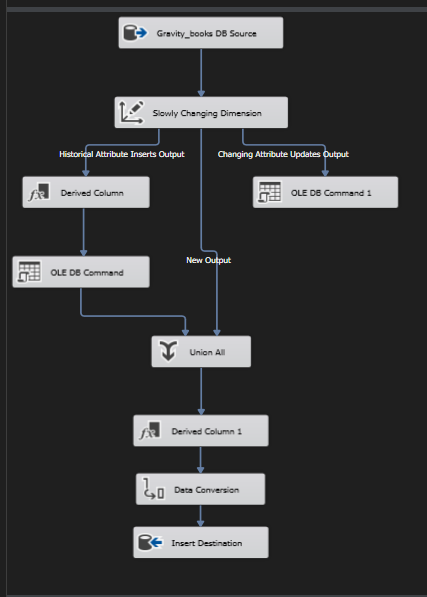 Gravity_books DB Source
Slowly Changing Dimension
Historical Attribute Inserts Output
Changing Attribute Updates Output
Derived Column
OLE DB Command 1
New Output
OLE DB Command
Union All
Derived Column 1
Data Conversion
Insert Destination